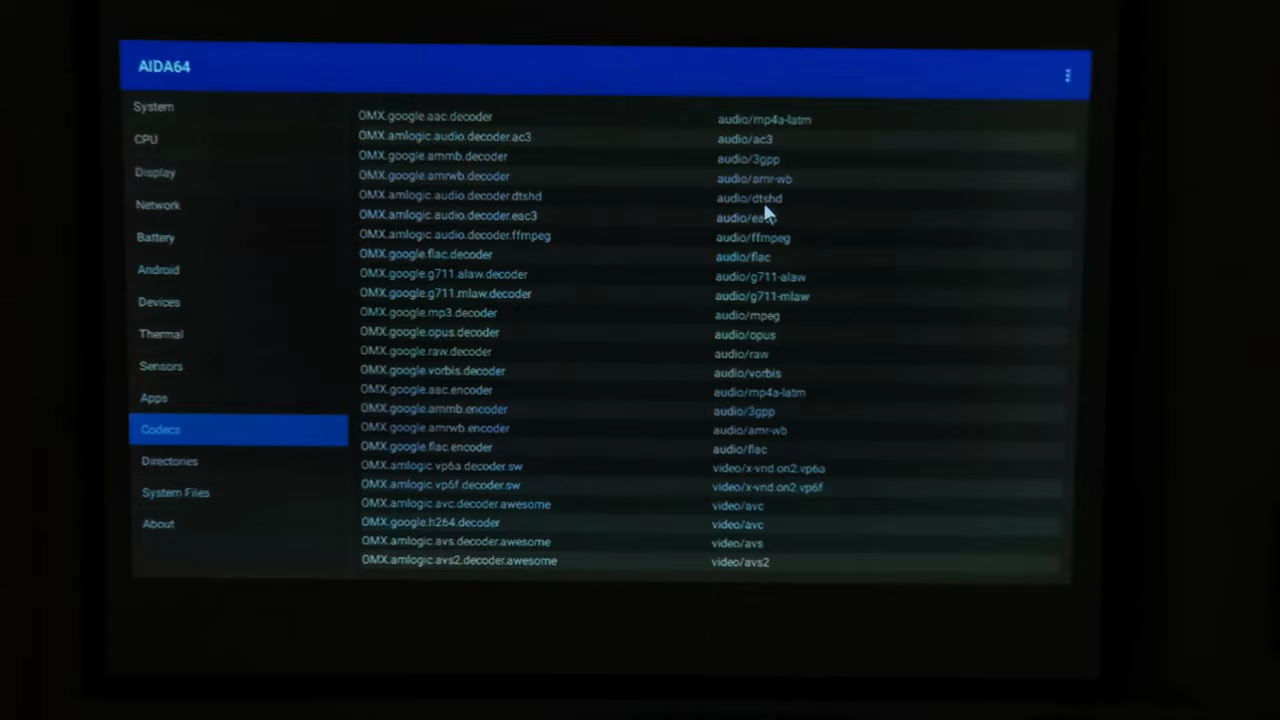 AIDA64
System
CPU
Display
Network
Battery
Android
Devices
Thermal
Sensors
Apps
Codecs
Directories
System Files
About
OMX.google.aac.decoder audio/mp4a-latm
OMX.amlogic.audio.decoder.ac3 audio/ac3
OMX.google.amrnb.decoder audio/3gpp
OMX.google.amrwb.decoder audio/amr-wb
OMX.amlogic.audio.decoder.dtshd audio/dtshd
OMX.amlogic.audio.decoder.eac3
OMX.amlogic.audio.decoder.ffmpeg audio/ffmpeg
OMX.google.flac.decoder audio/flac
OMX.google.g711.alaw.decoder audio/g711-alaw
OMX.google.g711.mlaw.decoder audio/g711-mlaw
OMX.google.mp3.decoder audio/mpeg
OMX.google.opus.decoder audio/opus
OMX.google.raw.decoder audio/raw
OMX.google.vorbis.decoder audio/vorbis
OMX.google.aac.encoder audio/mp4a-latm
OMX.google.amrnb.encoder audio/3gpp
OMX.google.amrwb.encoder audio/amr-wb
OMX.google.flac.encoder audio/flac
OMX.amlogic.vp6a.decoder.sw video/x-vnd.on2.vp6a
OMX.amlogic.vp6f.decoder.sw video/x-vnd.on2.vp6f
OMX.amlogic.avc.decoder.awesome video/avc
OMX.google.h264.decoder video/avc
OMX.amlogic.avs.decoder.awesome video/avs
OMX.amlogic.avs2.decoder.awesome video/avs2